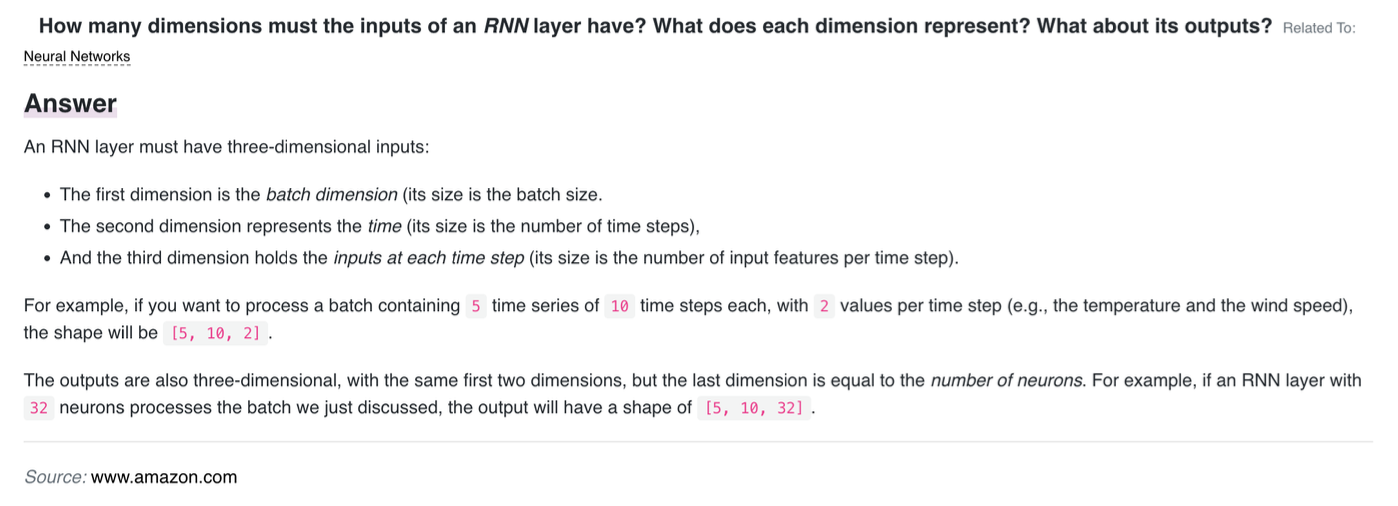 How many dimensions must the inputs of an RNN layer have? What does each dimension represent? What about its outputs? Related To:
Neural Networks
Answer
An RNN layer must have three-dimensional inputs:
• The first dimension is the batch dimension (its size is the batch size.
• The second dimension represents the time (its size is the number of time steps),
• And the third dimension holds the inputs at each time step (its size is the number of input features per time step).
For example, if you want to process a batch containing 5 time series of 10 time steps each, with 2 values per time step (e.g., the temperature and the wind speed),
the shape will be [5, 10, 2] .
The outputs are also three-dimensional, with the same first two dimensions, but the last dimension is equal to the number of neurons. For example, if an RNN layer with
32 neurons processes the batch we just discussed, the output will have a shape of [5, 10, 32] .
Source: www.amazon.com